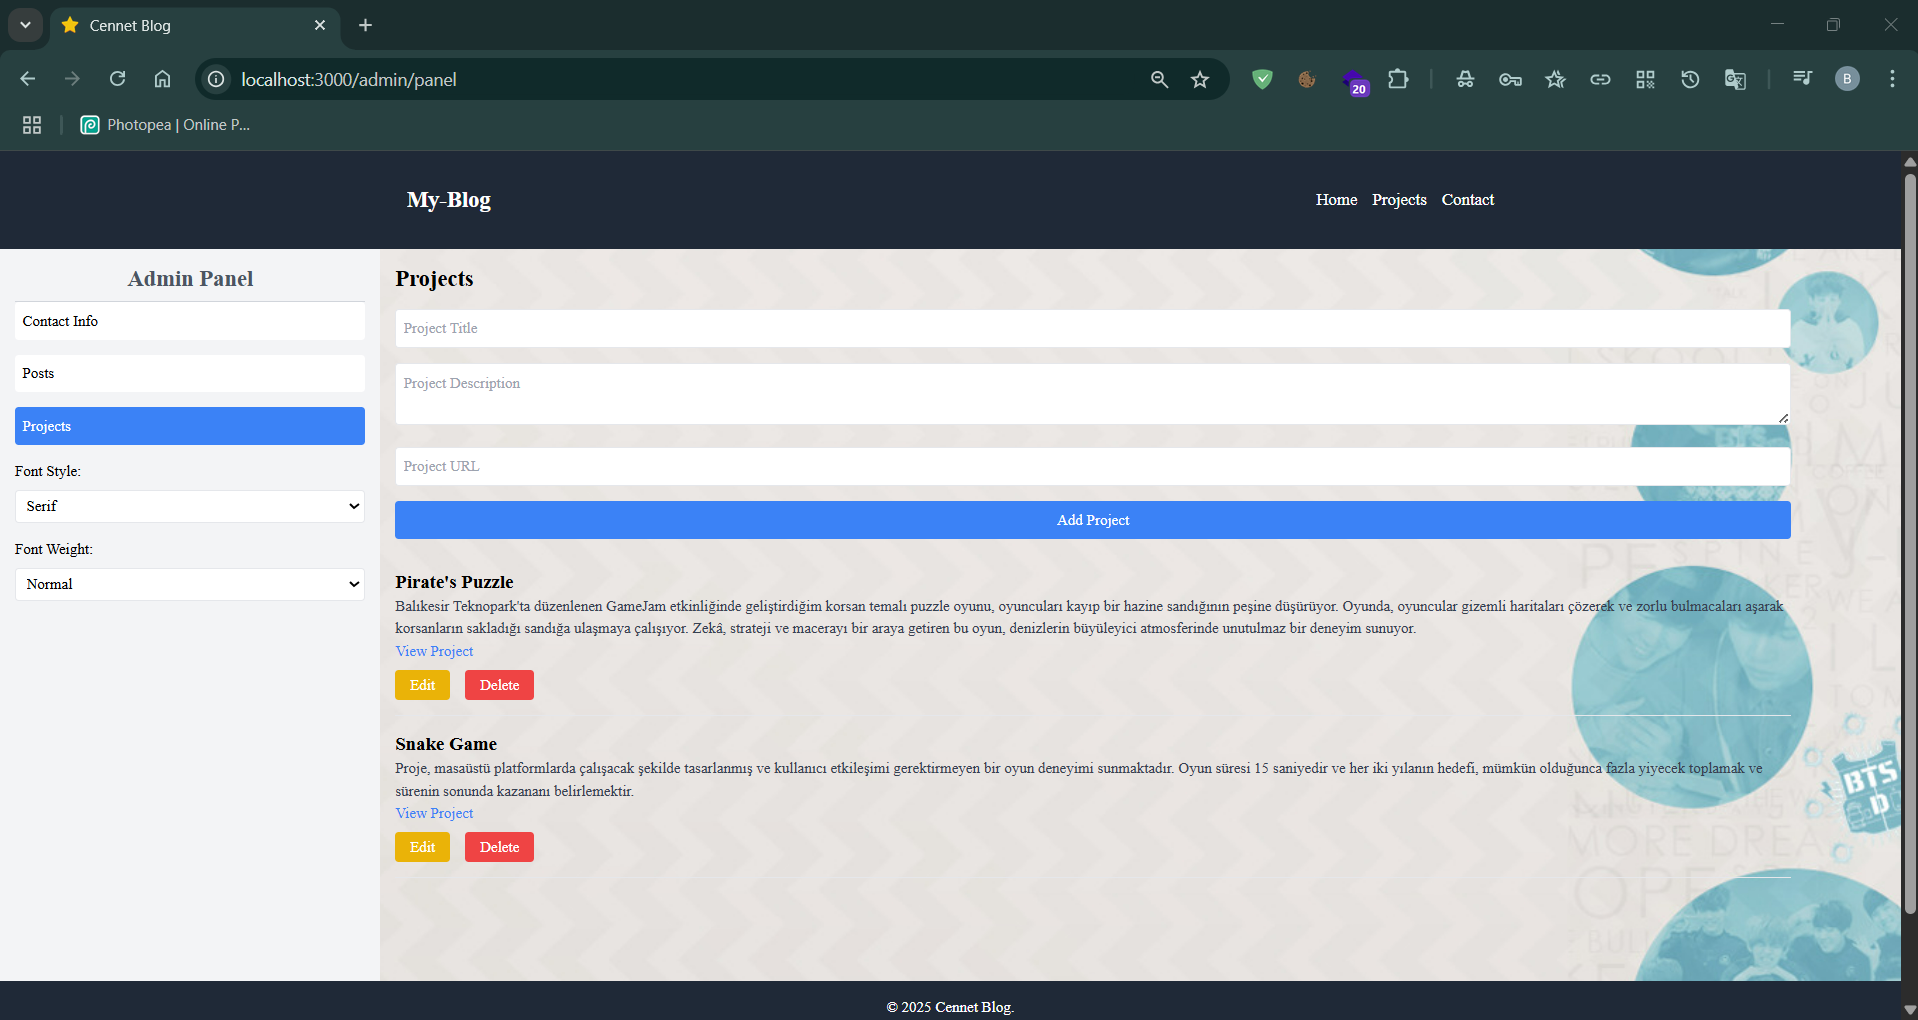 Cennet Blog
localhost:3000/admin/panel
20
B
Photopea | Online P...
My-Blog
Home Projects Contact
Admin Panel
Contact Info
Posts
Projects
Font Style:
Serif
Font Weight:
Normal
Projects
Project Title
Project Description
Project URL
Add Project
Pirate's Puzzle
Balıkesir Teknopark'ta düzenlenen GameJam etkinliğinde geliştirdiğim korsan temalı puzzle oyunu, oyuncuları kayıp bir hazine sandığının peşine düşürüyor. Oyunda, oyuncular gizemli haritaları çözerek ve zorlu bulmacaları aşarak
korsanların sakladığı sandığa ulaşmaya çalışıyor. Zekâ, strateji ve macerayı bir araya getiren bu oyun, denizlerin büyüleyici atmosferinde unutulmaz bir deneyim sunuyor.
View Project
Edit Delete
Snake Game
Proje, masaüstü platformlarda çalışacak şekilde tasarlanmış ve kullanıcı etkileşimi gerektirmeyen bir oyun deneyimi sunmaktadır. Oyun süresi 15 saniyedir ve her iki yılanın hedefi, mümkün olduğunca fazla yiyecek toplamak ve
sürenin sonunda kazananı belirlemektir.
View Project
Edit Delete
BTS
MORE DREA
© 2025 Cennet Blog.